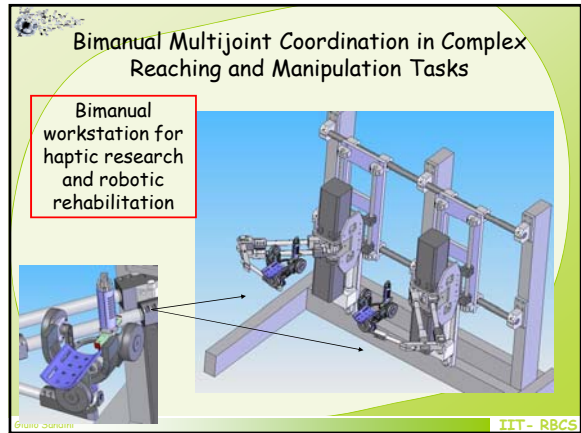 Bimanual Multijoint Coordination in Complex
Reaching and Manipulation Tasks
Bimanual
workstation for
haptic research
and robotic
rehabilitation
Giulio Sandini
IIT- RBCS